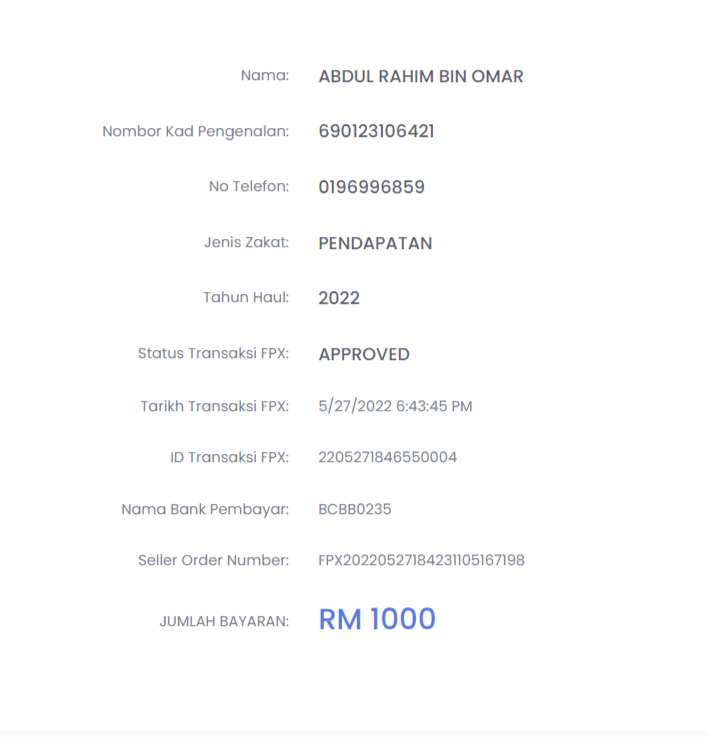 Nama: ABDUL RAHIM BIN OMAR
Nombor Kad Pengenalan: 690123106421
No Telefon: 0196996859
Jenis Zakat: PENDAPATAN
Tahun Haul: 2022
Status Transaksi FPX: APPROVED
Tarikh Transaksi FPX: 5/27/2022 6:43:45 PM
ID Transaksi FPX: 2205271846550004
Nama Bank Pembayar: BCBB0235
Seller Order Number: FPX20220527184231105167198
JUMLAH BAYARAN: RM 1000